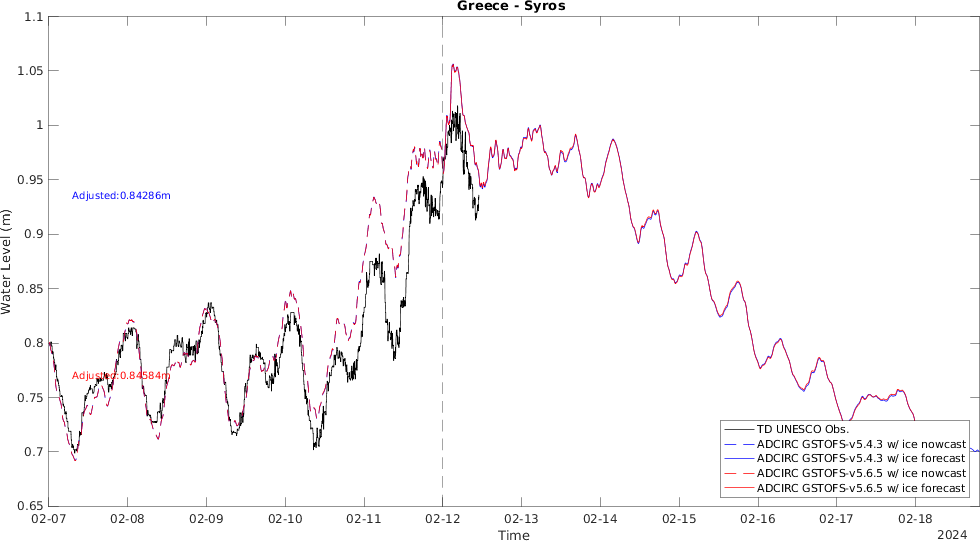 Greece - Syros
1.1
1.05
1
0.95
0.9
0.85
0.8
0.75
0.7
0.65
Water Level (m)
Adjusted:0.84286m
Adjusted:0.84584m
TD UNESCO Obs.
ADCIRC GSTOFS-v5.4.3 w/ ice nowcast
ADCIRC GSTOFS-v5.4.3 w/ ice forecast
ADCIRC GSTOFS-v5.6.5 w/ ice nowcast
ADCIRC GSTOFS-v5.6.5 w/ ice forecast
02-07 02-08 02-09 02-10 02-11 02-12 02-13 02-14 02-15 02-16 02-17 02-18
Time
2024